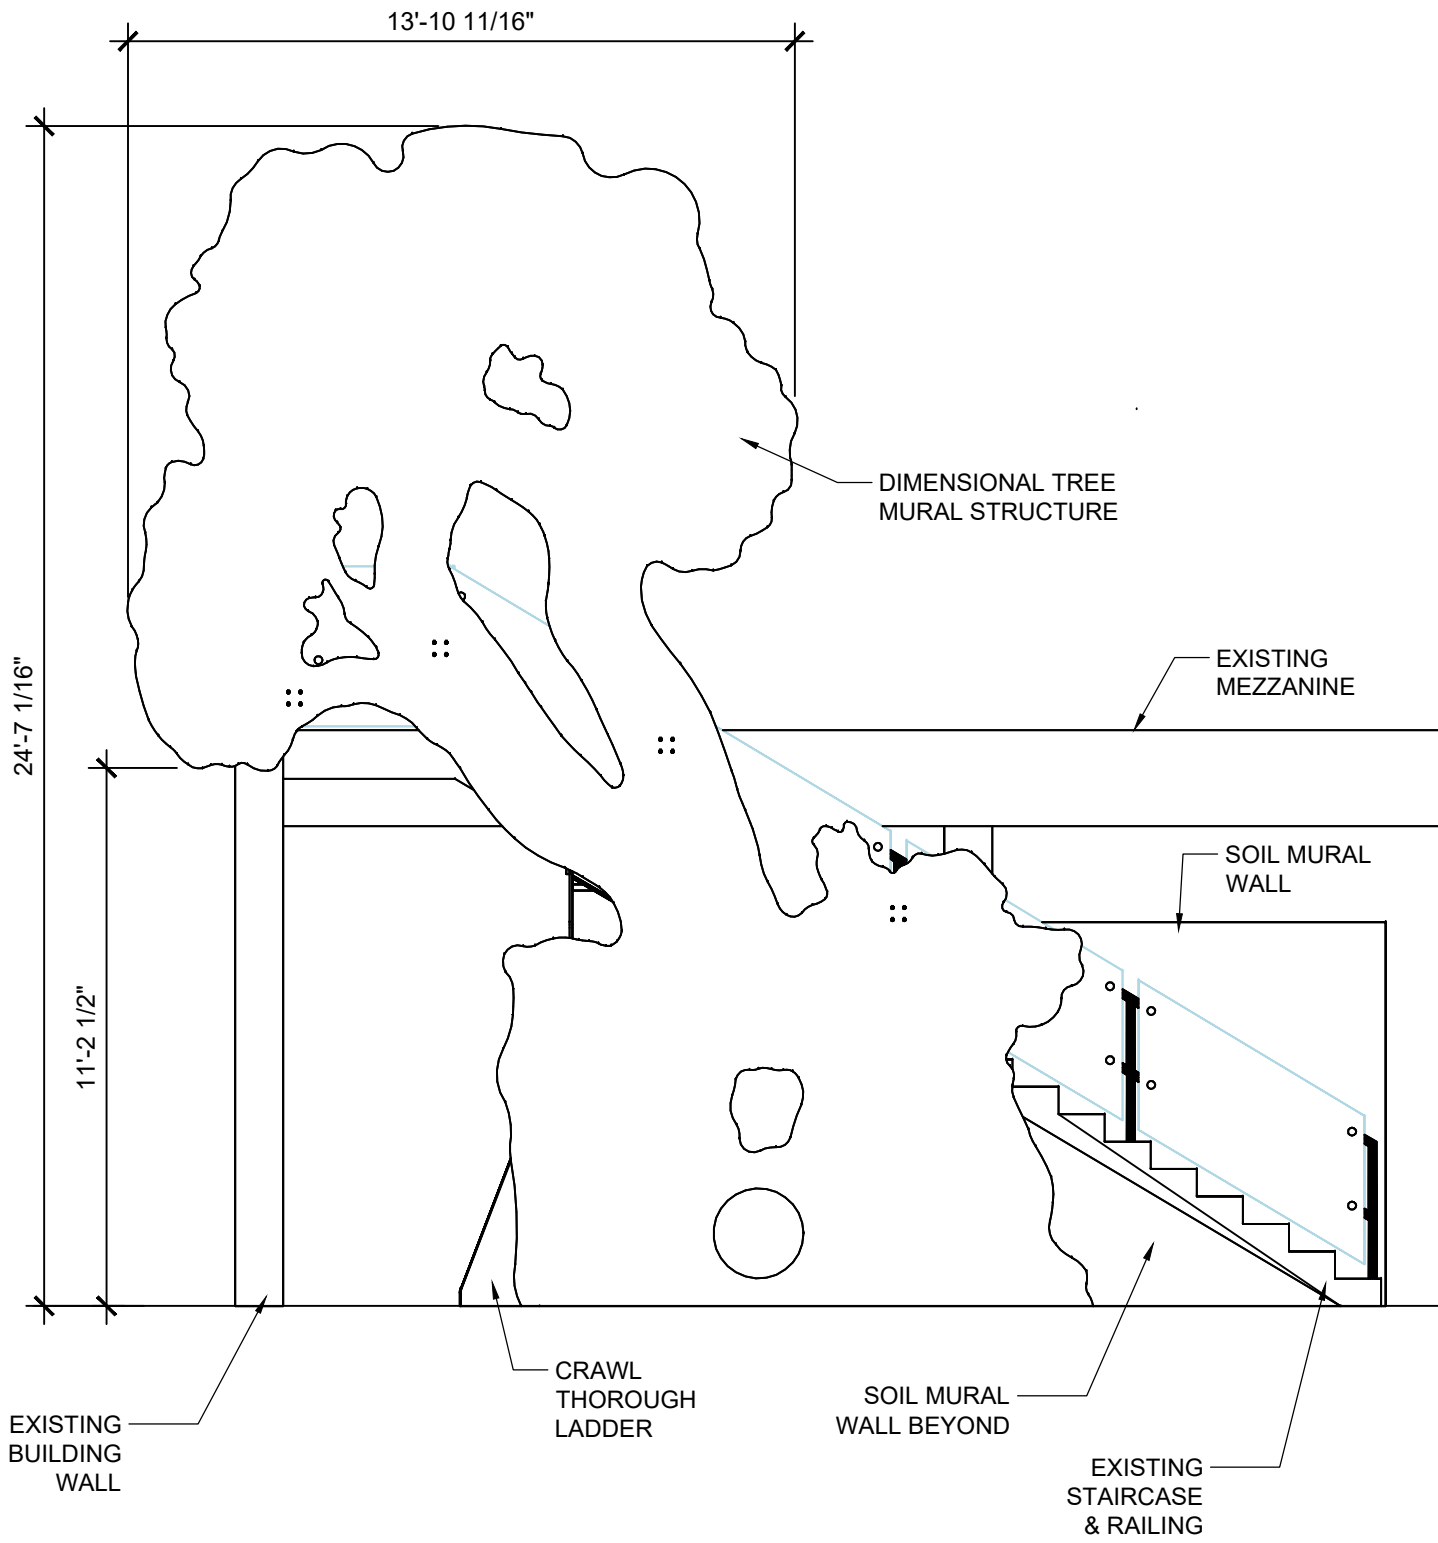 13'-10 11/16"
DIMENSIONAL TREE
MURAL STRUCTURE
EXISTING
MEZZANINE
24'-7 1/16"
SOIL MURAL
WALL
11'-2 1/2"
CRAWL
THOROUGH
LADDER
SOIL MURAL
WALL BEYOND
EXISTING
BUILDING
WALL
EXISTING
STAIRCASE
& RAILING